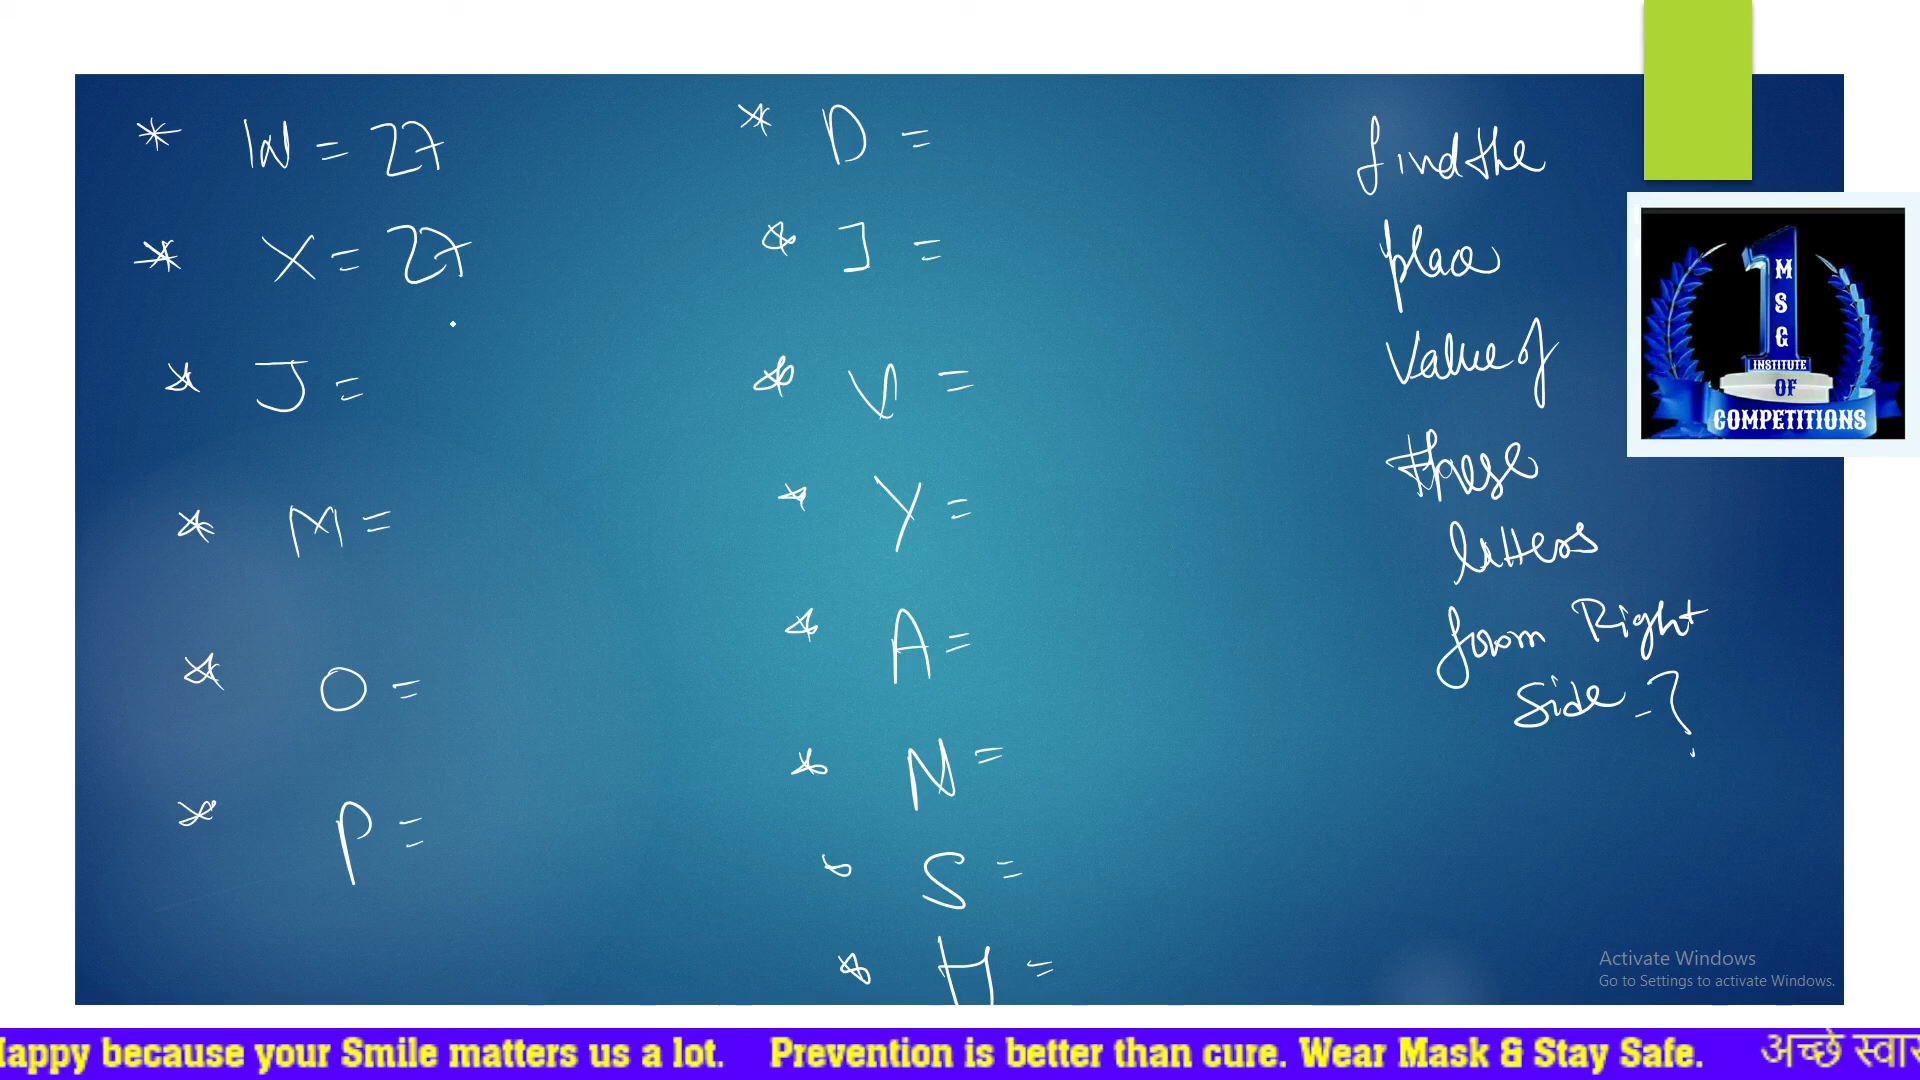 * W = 27
* X = 27
* J =
* M =
* O =
* P =
* D =
* I =
* V =
* Y =
* A =
* N =
* S =
* H =
find the
place
Value of
these
letters
from Right
side = ?
1
M
S
G
INSTITUTE
OF
COMPETITIONS
Activate Windows
Go to Settings to activate Windows.
Happy because your Smile matters us a lot. Prevention is better than cure. Wear Mask & Stay Safe. अच्छे